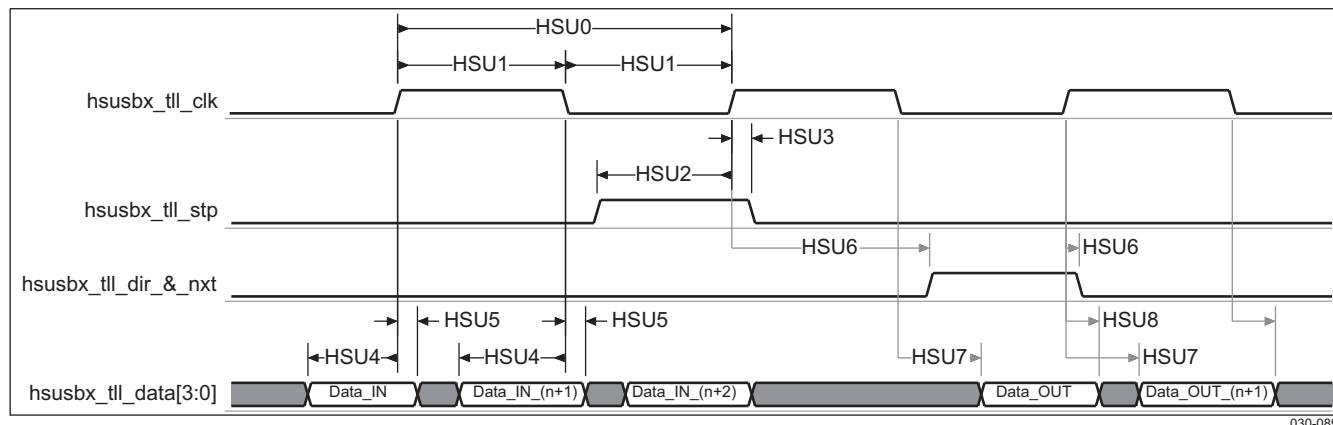 HSU0
HSU1 HSU1
hsusbx_tll_clk
HSU3
HSU2
hsusbx_tll_stp
HSU6 HSU6
hsusbx_tll_dir_&_nxt
HSU5 HSU5 HSU8
HSU4 HSU4 HSU7 HSU7
hsusbx_tll_data[3:0] Data_IN Data_IN_(n+1) Data_IN_(n+2) Data_OUT Data_OUT_(n+1)